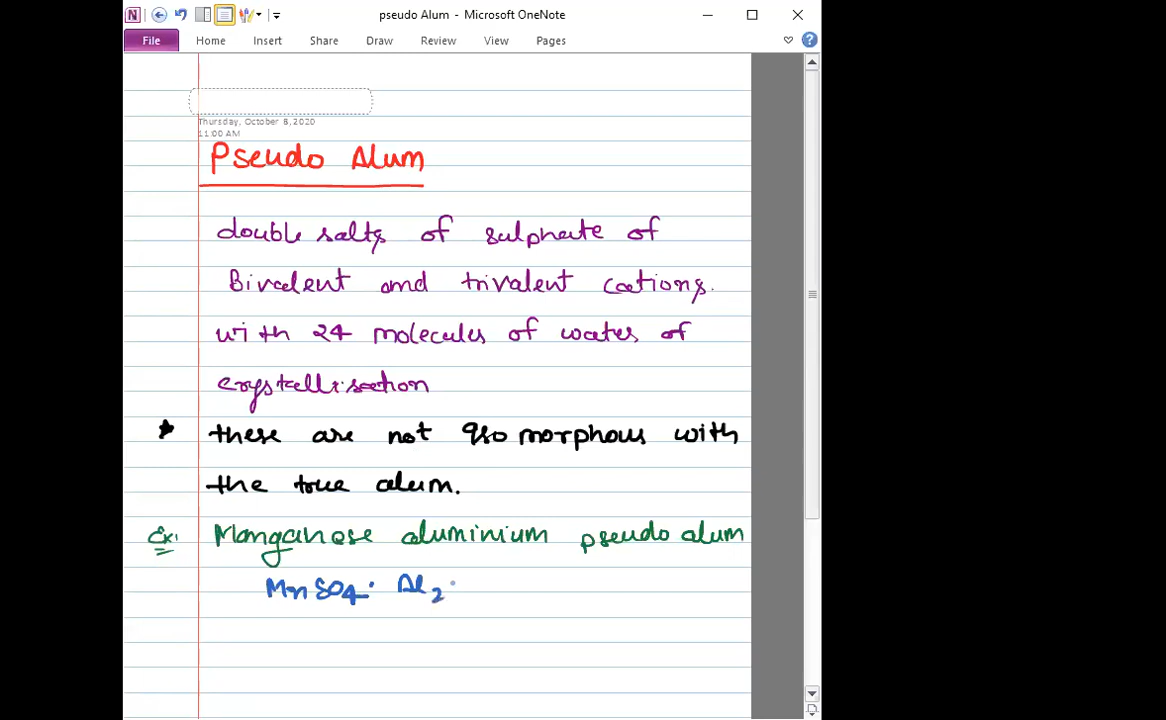 pseudo Alum - Microsoft OneNote
File Home Insert Share Draw Review View Pages
Thursday, October 8, 2020
11:00 AM
Pseudo Alum
double salts of sulphate of
Bivalent and trivalent cations.
with 24 molecules of water of
crystallisation
these are not isomorphous with
the true alum.
Ex: Manganese aluminium pseudo alum
MnSO4. Al2